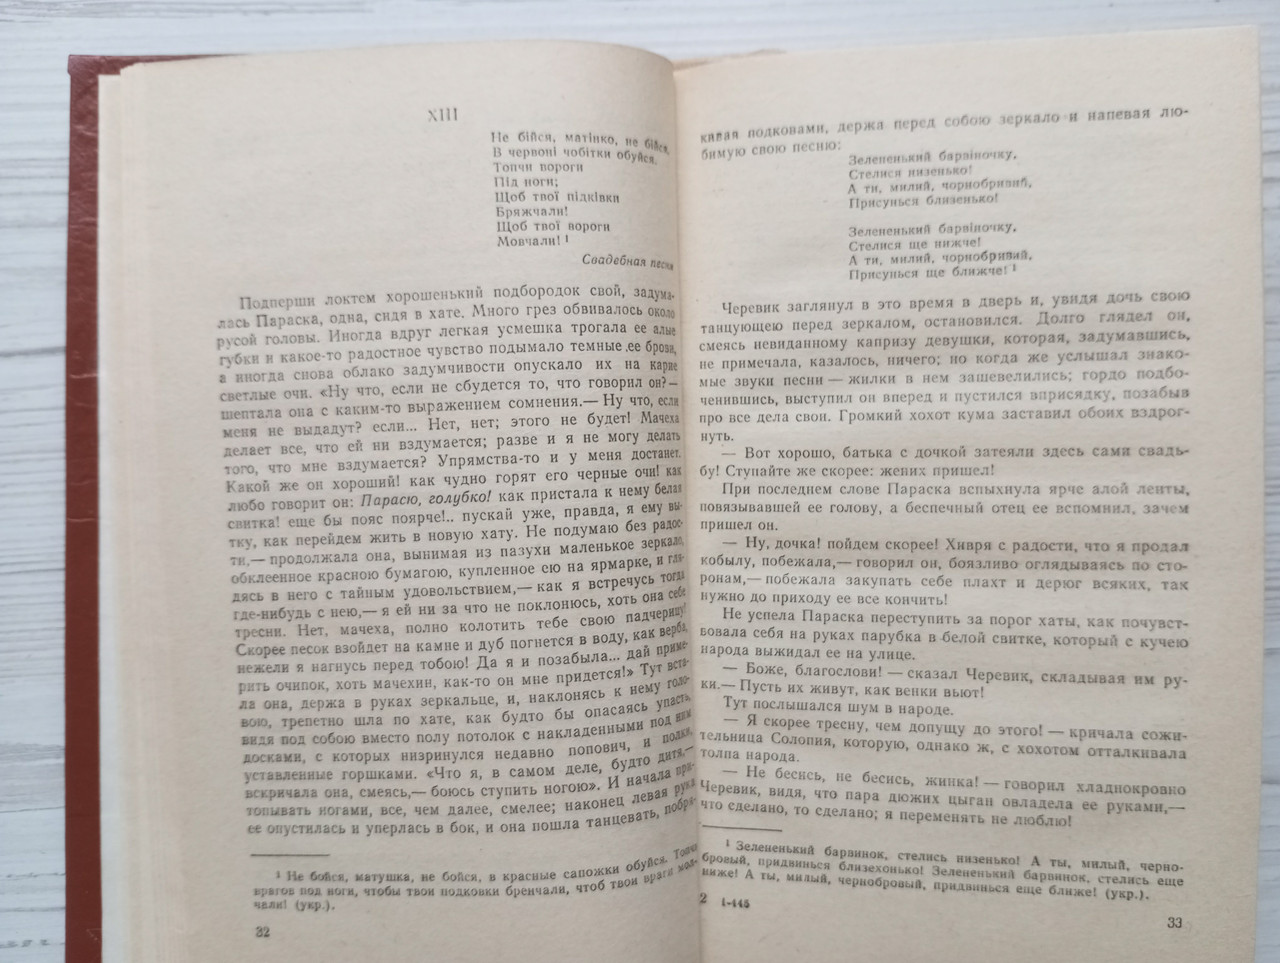 XIII
Не бійся, матінко, не бійся,
В червоні чобітки обуйся.
Топчи вороги
Під ноги;
Щоб твої підківки
Бряжчали!
Щоб твої вороги
Мовчали! ¹
Свадебная песня
Подперши локтем хорошенький подбородок свой, задума-
лась Параска, одна, сидя в хате. Много грез обвивалось около
русой головы. Иногда вдруг легкая усмешка трогала ее алые
губки и какое-то радостное чувство подымало темные ее брови,
а иногда снова облако задумчивости опускало их на карие
светлые очи. «Ну что, если не сбудется то, что говорил он?—
шептала она с каким-то выражением сомнения.— Ну что, если
меня не выдадут? если... Нет, нет; этого не будет! Мачеха
делает все, что ей ни вздумается; разве и я не могу делать
того, что мне вздумается? Упрямства-то и у меня достанет.
Какой же он хороший! как чудно горят его черные очи! как
любо говорит он: Парасю, голубко! как пристала к нему белая
свитка! еще бы пояс поярче!.. пускай уже, правда, я ему вы-
тку, как перейдем жить в новую хату. Не подумаю без радос-
ти,— продолжала она, вынимая из пазухи маленькое зеркало,
обклеенное красною бумагою, купленное ею на ярмарке, и гля-
дясь в него с тайным удовольствием,— как я встречусь тогда
где-нибудь с нею,— я ей ни за что не поклонюсь, хоть она себе
тресни. Нет, мачеха, полно колотить тебе свою падчерицу!
Скорее песок взойдет на камне и дуб погнется в воду, как верба,
нежели я нагнусь перед тобою! Да я и позабыла... дай приме-
рить очипок, хоть мачехин, как-то он мне придется!» Тут вста-
ла она, держа в руках зеркальце, и, наклонясь к нему голо-
вою, трепетно шла по хате, как будто бы опасаясь упасть,
видя под собою вместо полу потолок с накладенными под ним
досками, с которых низринулся недавно попович, и полки,
уставленные горшками. «Что я, в самом деле, будто дитя,—
вскричала она, смеясь,— боюсь ступить ногою». И начала при-
топывать ногами, все, чем далее, смелее; наконец левая рука
ее опустилась и уперлась в бок, и она пошла танцевать, побря-
¹ Не бойся, матушка, не бойся, в красные сапожки обуйся. Топчи
врагов под ноги, чтобы твои подковки бренчали, чтоб твои враги мол-
чали! (укр.).
32
кивая подковами, держа перед собою зеркало и напевая лю-
бимую свою песню:
Зелененький барвіночку,
Стелися низенько!
А ти, милий, чорнобривий,
Присунься близенько!
Зелененький барвіночку,
Стелися ще нижче!
А ти, милий, чорнобривий,
Присунься ще ближче! ¹
Черевик заглянул в это время в дверь и, увидя дочь свою
танцующею перед зеркалом, остановился. Долго глядел он,
смеясь невиданному капризу девушки, которая, задумавшись,
не примечала, казалось, ничего; но когда же услышал знако-
мые звуки песни — жилки в нем зашевелились; гордо подбо-
ченившись, выступил он вперед и пустился вприсядку, позабыв
про все дела свои. Громкий хохот кума заставил обоих вздрог-
нуть.
— Вот хорошо, батька с дочкой затеяли здесь сами свадь-
бу! Ступайте же скорее: жених пришел!
При последнем слове Параска вспыхнула ярче алой ленты,
повязывавшей ее голову, а беспечный отец ее вспомнил, зачем
пришел он.
— Ну, дочка! пойдем скорее! Хивря с радости, что я продал
кобылу, побежала,— говорил он, боязливо оглядываясь по сто-
ронам,— побежала закупать себе плахт и дерюг всяких, так
нужно до приходу ее все кончить!
Не успела Параска переступить за порог хаты, как почувст-
вовала себя на руках парубка в белой свитке, который с кучею
народа выжидал ее на улице.
— Боже, благослови! — сказал Черевик, складывая им ру-
ки.— Пусть их живут, как венки вьют!
Тут послышался шум в народе.
— Я скорее тресну, чем допущу до этого! — кричала сожи-
тельница Солопия, которую, однако ж, с хохотом отталкивала
толпа народа.
— Не бесись, не бесись, жинка! — говорил хладнокровно
Черевик, видя, что пара дюжих цыган овладела ее руками,—
что сделано, то сделано; я переменять не люблю!
¹ Зелененький барвинок, стелись низенько! А ты, милый, черно-
бровый, придвинься близехонько! Зелененький барвинок, стелись еще
ниже! А ты, милый, чернобровый, придвинься еще ближе! (укр.).
2 1-445
33